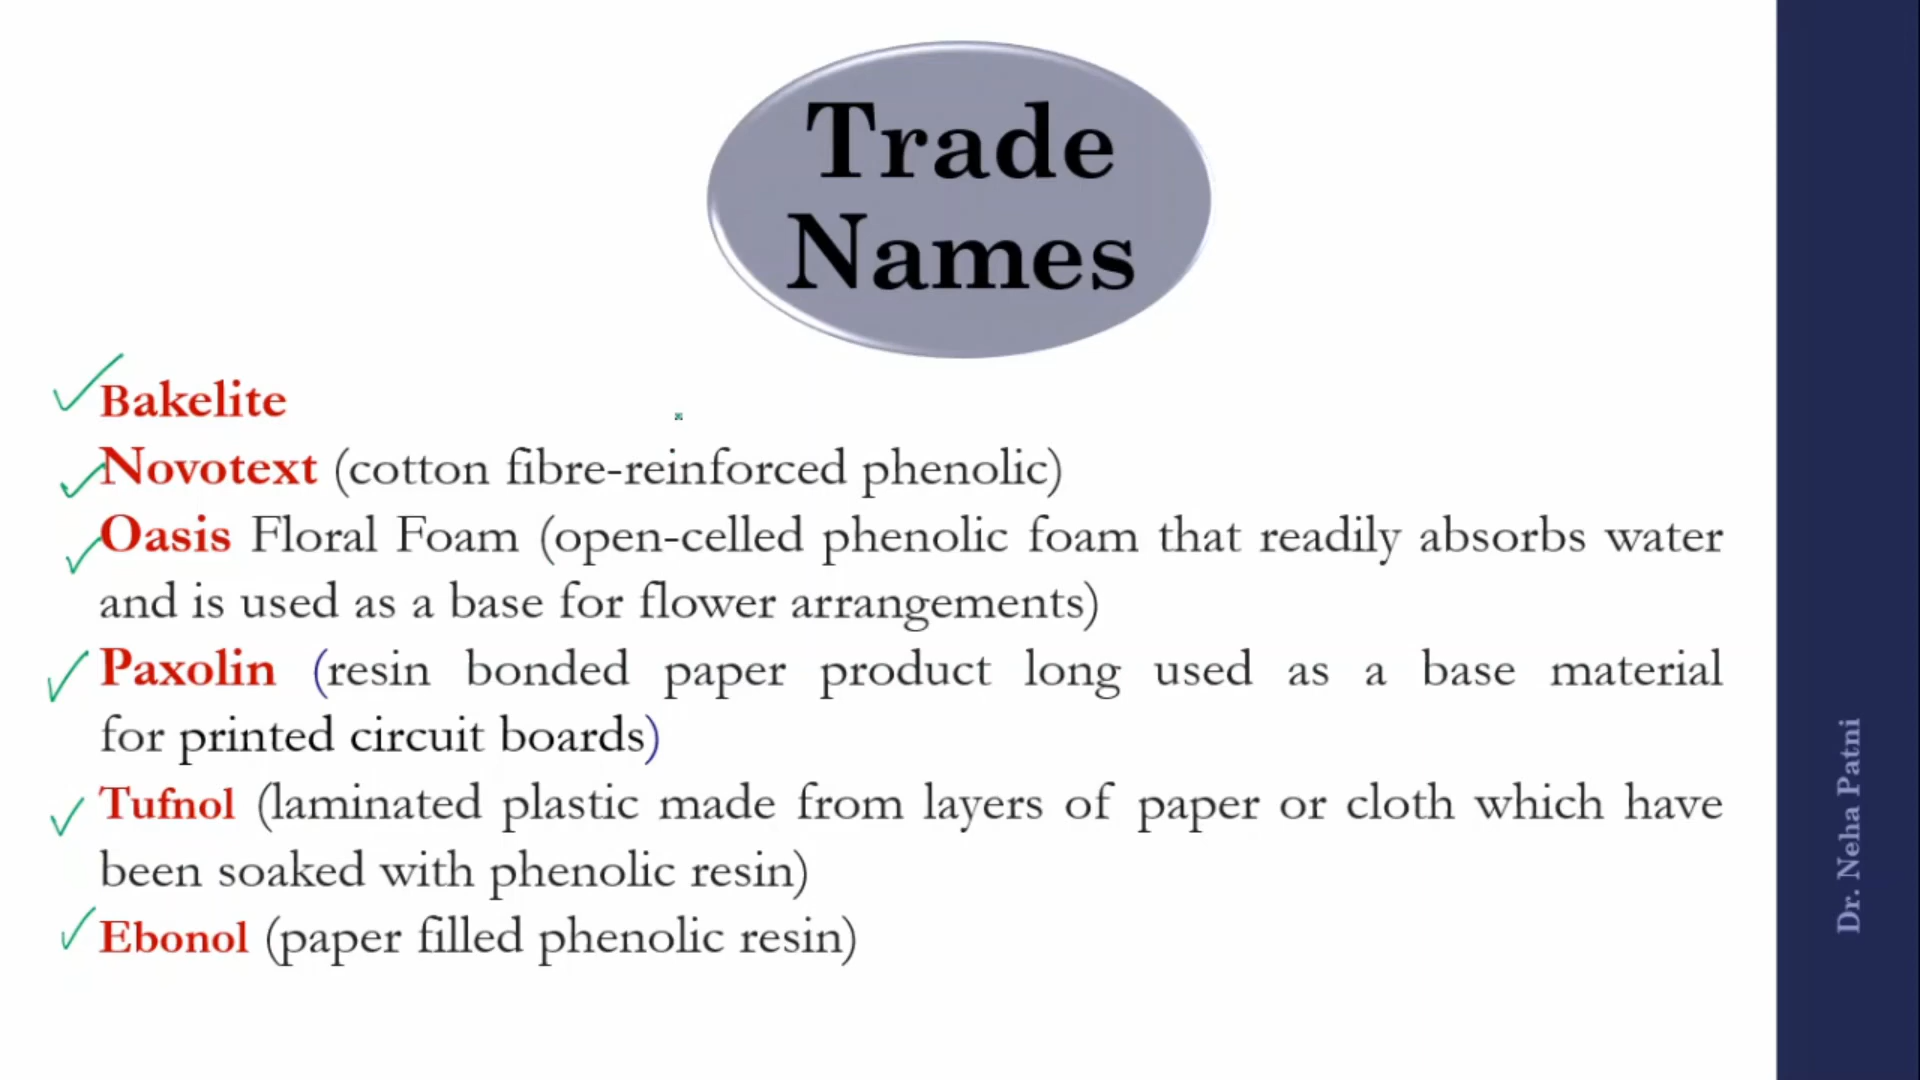 Trade
Names
Bakelite
Novotext (cotton fibre-reinforced phenolic)
Oasis Floral Foam (open-celled phenolic foam that readily absorbs water
and is used as a base for flower arrangements)
Paxolin (resin bonded paper product long used as a base material
for printed circuit boards)
Tufnol (laminated plastic made from layers of paper or cloth which have
been soaked with phenolic resin)
Ebonol (paper filled phenolic resin)
Dr. Neha Patni